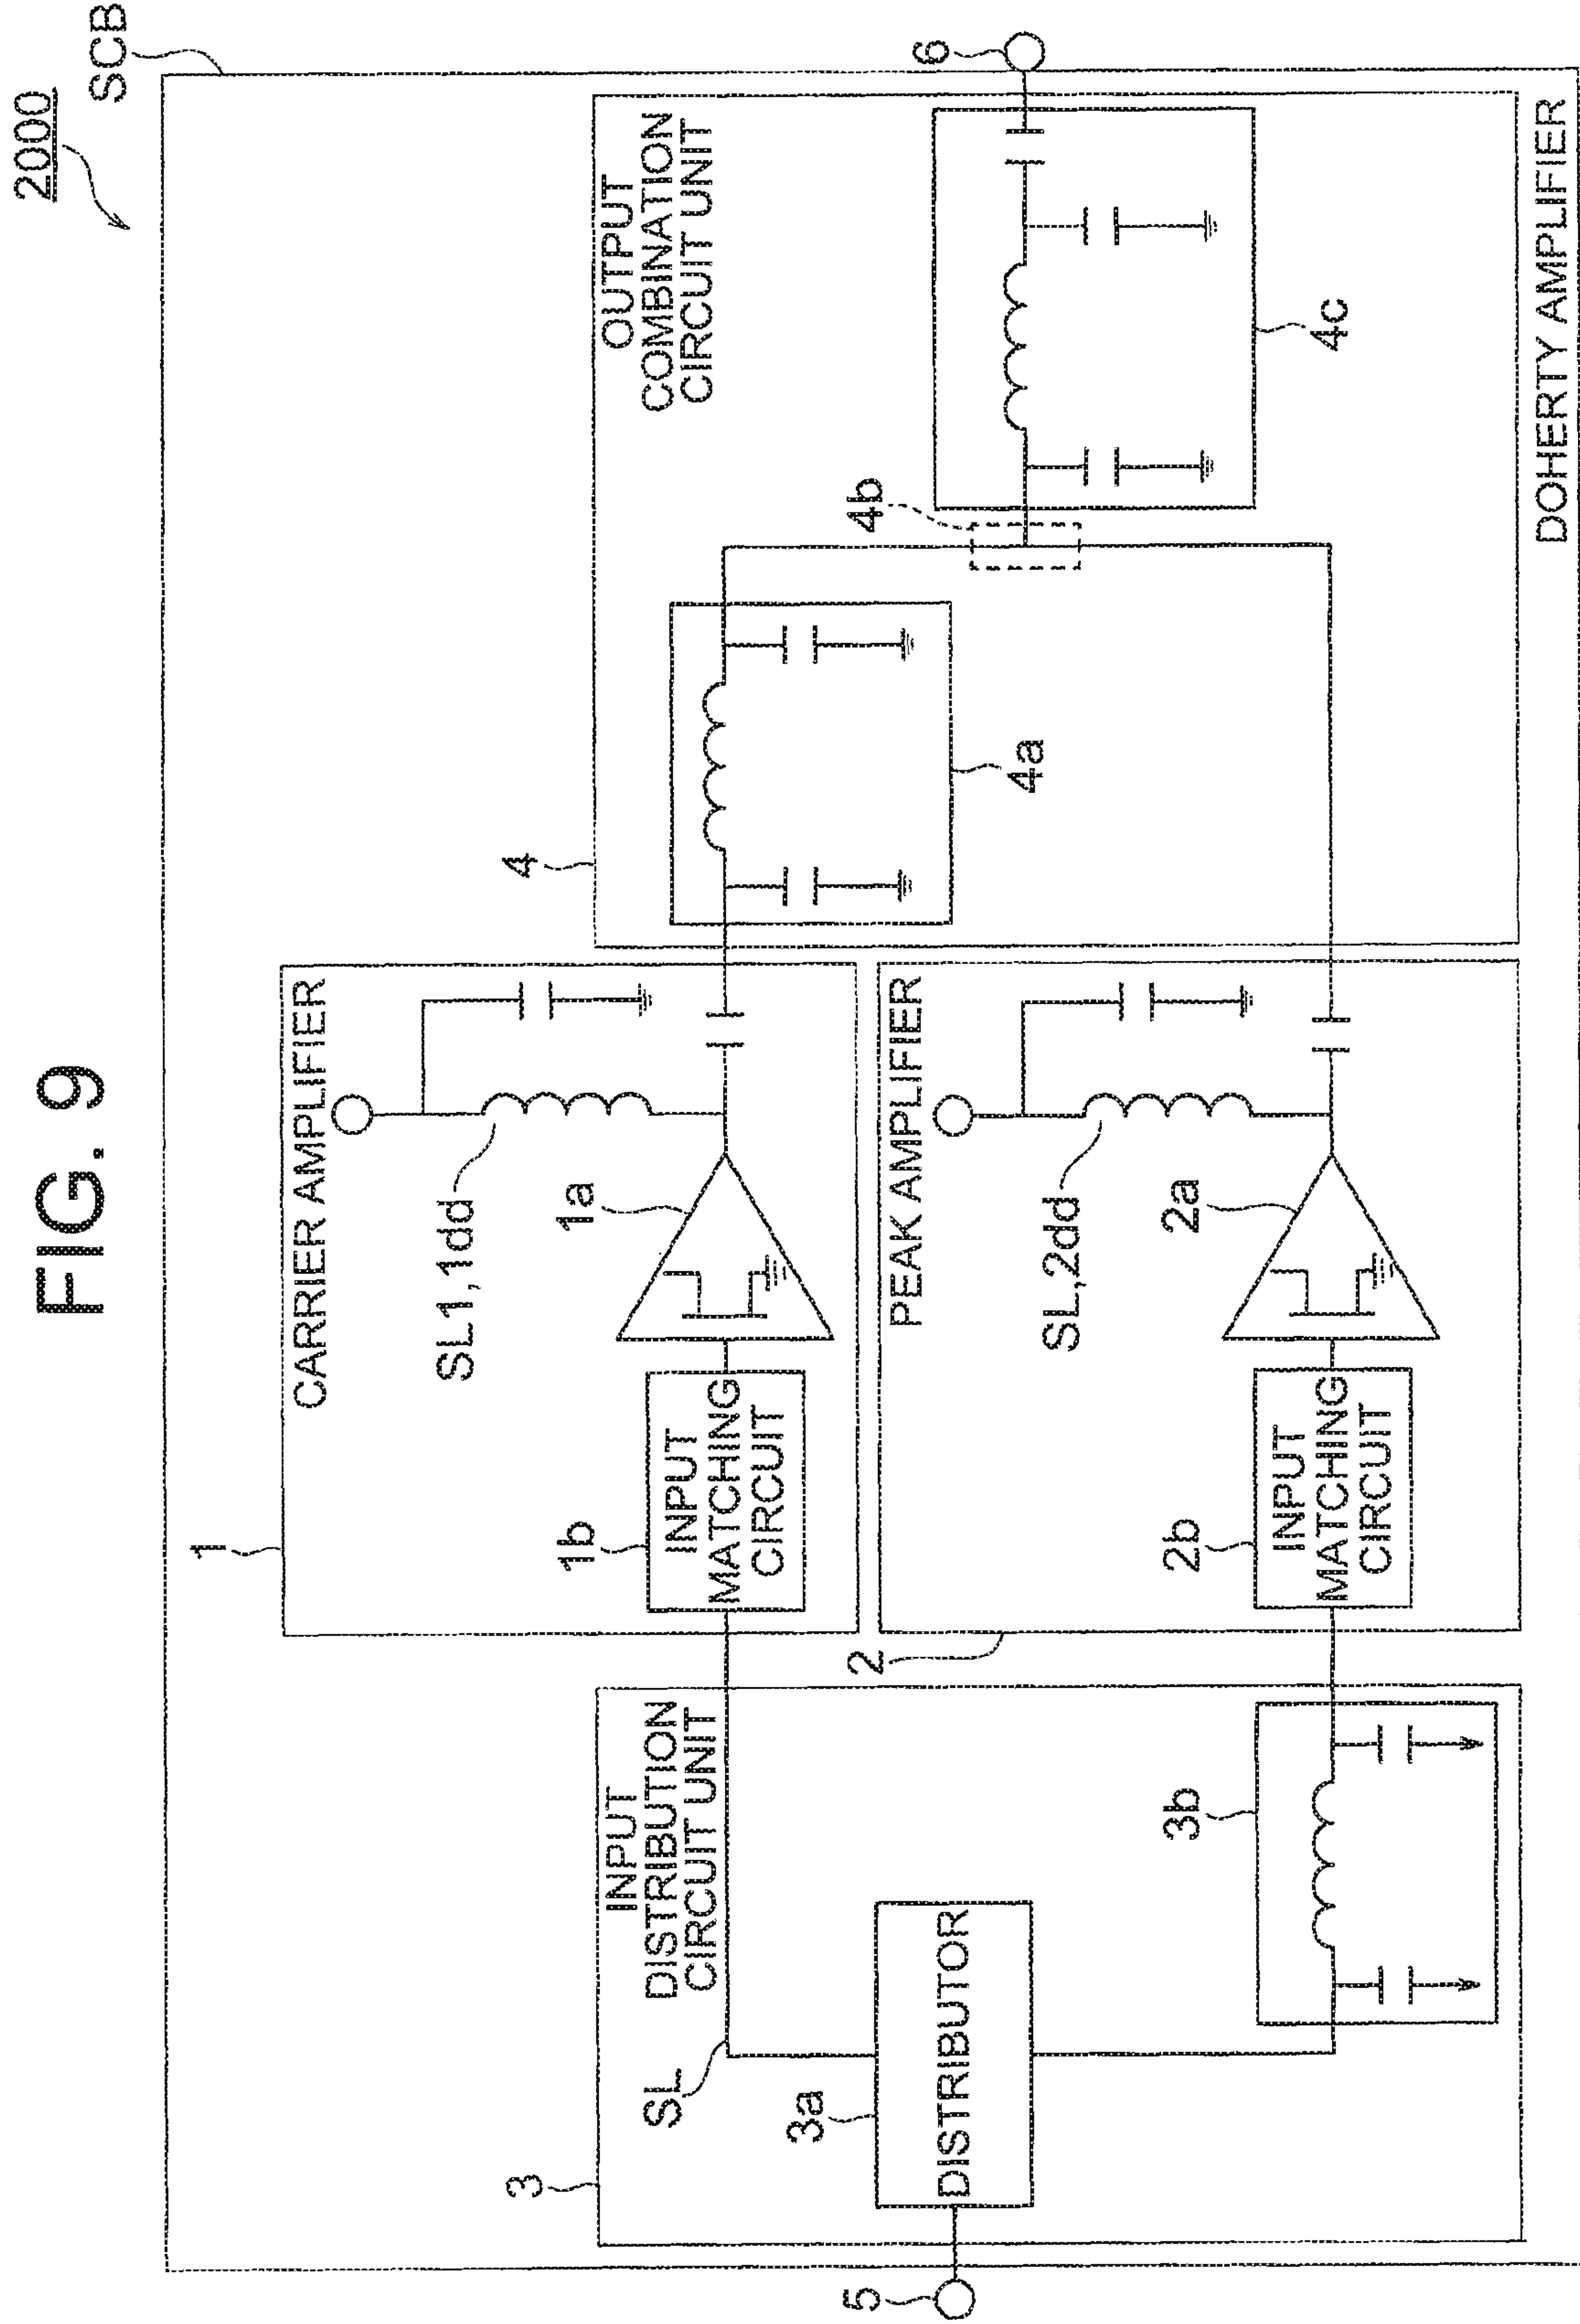 FIG. 9
2000
SCB
1
CARRIER AMPLIFIER
SL1,1dd
1a
1b
INPUT
MATCHING
CIRCUIT
3
INPUT
DISTRIBUTION
CIRCUIT UNIT
SL
3a
DISTRIBUTOR
3b
5
2
PEAK AMPLIFIER
SL,2dd
2a
2b
INPUT
MATCHING
CIRCUIT
4
OUTPUT
COMBINATION
CIRCUIT UNIT
4a
4b
4c
6
DOHERTY AMPLIFIER